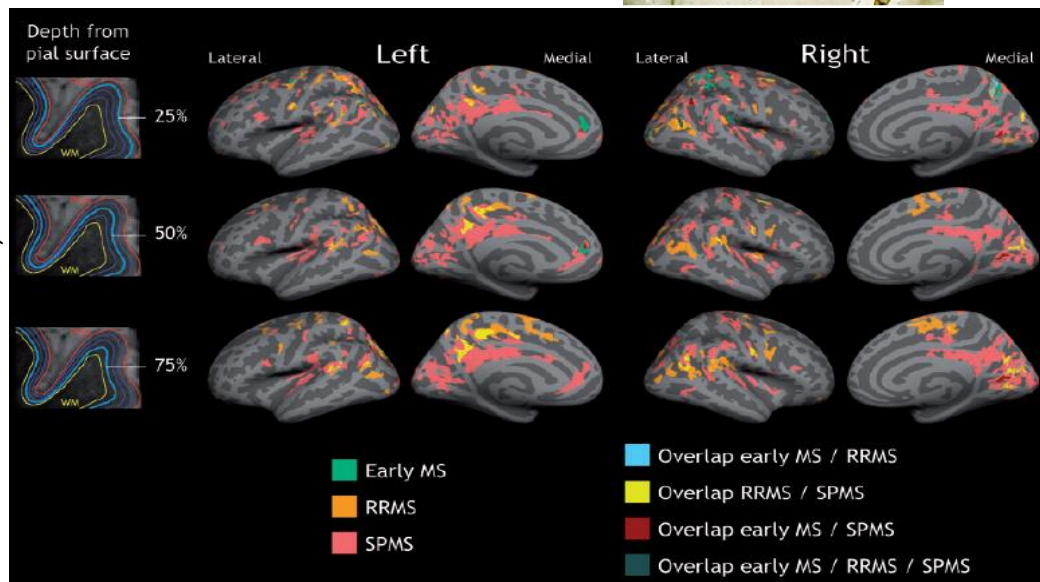 Depth from
pial surface
Left
Right
Lateral
Medial
Lateral
Medial
25%
WM
50%
WM
75%
WM
Early MS
RRMS
SPMS
Overlap early MS / RRMS
Overlap RRMS / SPMS
Overlap early MS / SPMS
Overlap early MS / RRMS / SPMS